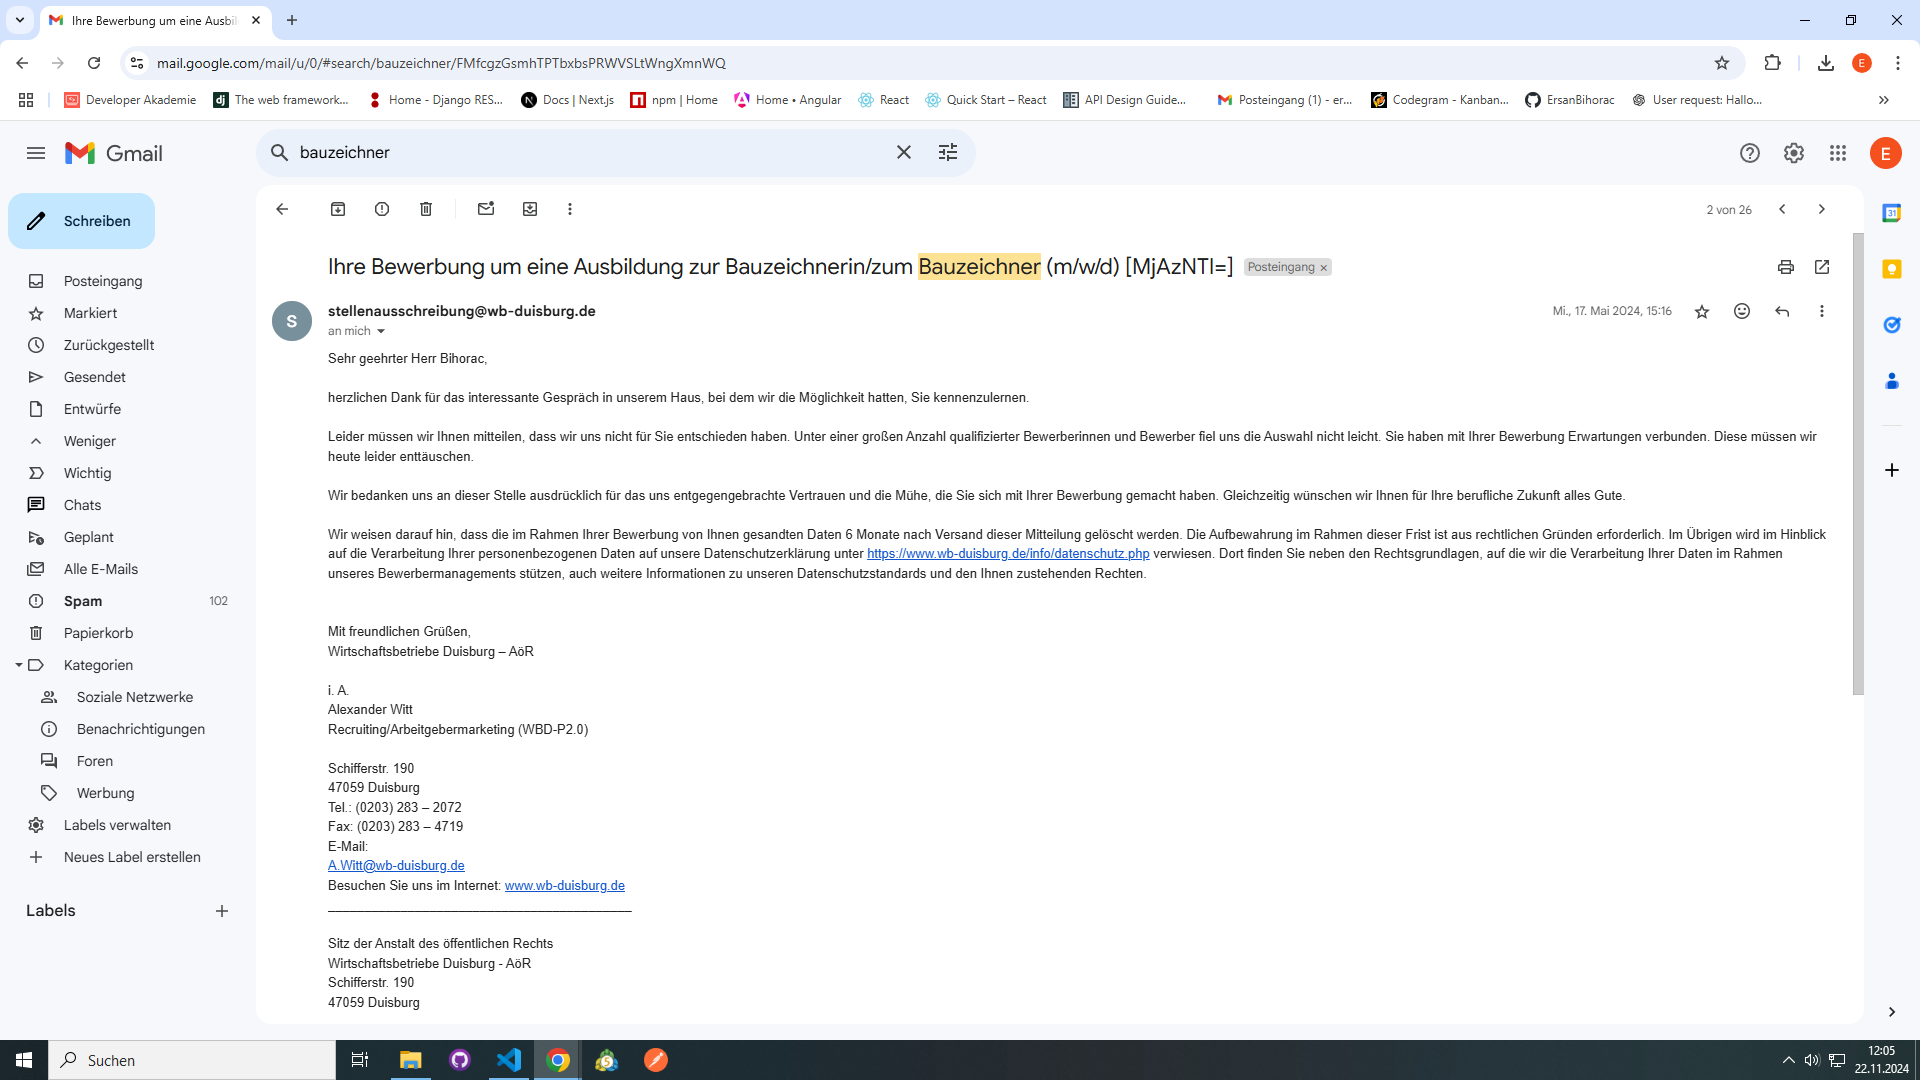 Ihre Bewerbung um eine Ausbil
mail.google.com/mail/u/0/#search/bauzeichner/FMfcgzGsmhTPTbxbsPRWVSLtWngXmnWQ
E
Developer Akademie
The web framework...
Home - Django RES...
Docs | Next.js
npm | Home
Home • Angular
React
Quick Start – React
API Design Guide...
Posteingang (1) - er...
Codegram - Kanban...
ErsanBihorac
User request: Hallo...
Gmail
bauzeichner
E
Schreiben
2 von 26
Posteingang
Markiert
Zurückgestellt
Gesendet
Entwürfe
Weniger
Wichtig
Chats
Geplant
Alle E-Mails
Spam 102
Papierkorb
Kategorien
Soziale Netzwerke
Benachrichtigungen
Foren
Werbung
Labels verwalten
Neues Label erstellen
Labels
Ihre Bewerbung um eine Ausbildung zur Bauzeichnerin/zum Bauzeichner (m/w/d) [MjAzNTI=] Posteingang ×
S
stellenausschreibung@wb-duisburg.de
Mi., 17. Mai 2024, 15:16
an mich
Sehr geehrter Herr Bihorac,
herzlichen Dank für das interessante Gespräch in unserem Haus, bei dem wir die Möglichkeit hatten, Sie kennenzulernen.
Leider müssen wir Ihnen mitteilen, dass wir uns nicht für Sie entschieden haben. Unter einer großen Anzahl qualifizierter Bewerberinnen und Bewerber fiel uns die Auswahl nicht leicht. Sie haben mit Ihrer Bewerbung Erwartungen verbunden. Diese müssen wir
heute leider enttäuschen.
Wir bedanken uns an dieser Stelle ausdrücklich für das uns entgegengebrachte Vertrauen und die Mühe, die Sie sich mit Ihrer Bewerbung gemacht haben. Gleichzeitig wünschen wir Ihnen für Ihre berufliche Zukunft alles Gute.
Wir weisen darauf hin, dass die im Rahmen Ihrer Bewerbung von Ihnen gesandten Daten 6 Monate nach Versand dieser Mitteilung gelöscht werden. Die Aufbewahrung im Rahmen dieser Frist ist aus rechtlichen Gründen erforderlich. Im Übrigen wird im Hinblick
auf die Verarbeitung Ihrer personenbezogenen Daten auf unsere Datenschutzerklärung unter https://www.wb-duisburg.de/info/datenschutz.php verwiesen. Dort finden Sie neben den Rechtsgrundlagen, auf die wir die Verarbeitung Ihrer Daten im Rahmen
unseres Bewerbermanagements stützen, auch weitere Informationen zu unseren Datenschutzstandards und den Ihnen zustehenden Rechten.
Mit freundlichen Grüßen,
Wirtschaftsbetriebe Duisburg – AöR
i. A.
Alexander Witt
Recruiting/Arbeitgebermarketing (WBD-P2.0)
Schifferstr. 190
47059 Duisburg
Tel.: (0203) 283 – 2072
Fax: (0203) 283 – 4719
E-Mail:
A.Witt@wb-duisburg.de
Besuchen Sie uns im Internet: www.wb-duisburg.de
Sitz der Anstalt des öffentlichen Rechts
Wirtschaftsbetriebe Duisburg - AöR
Schifferstr. 190
47059 Duisburg
31
Suchen
12:05
22.11.2024